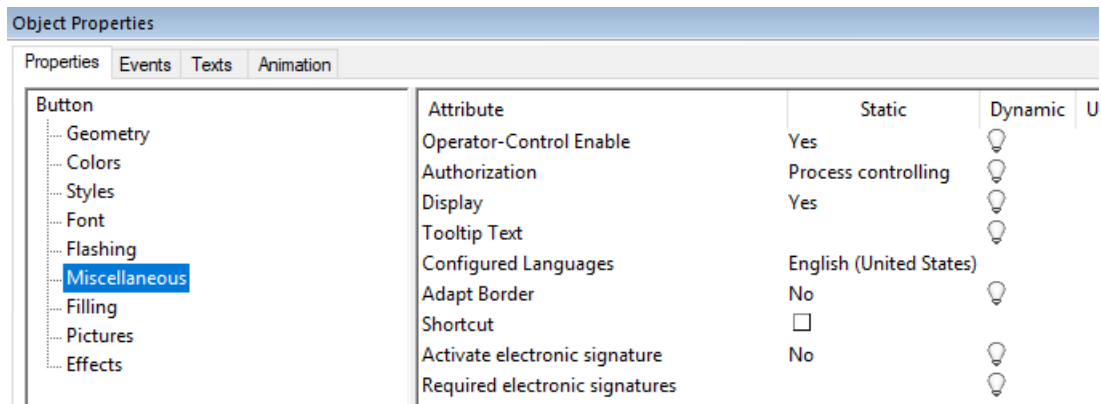 Object Properties
Properties Events Texts Animation
Button
Geometry
Colors
Styles
Font
Flashing
Miscellaneous
Filling
Pictures
Effects
Attribute Static Dynamic U
Operator-Control Enable Yes
Authorization Process controlling
Display Yes
Tooltip Text
Configured Languages English (United States)
Adapt Border No
Shortcut
Activate electronic signature No
Required electronic signatures